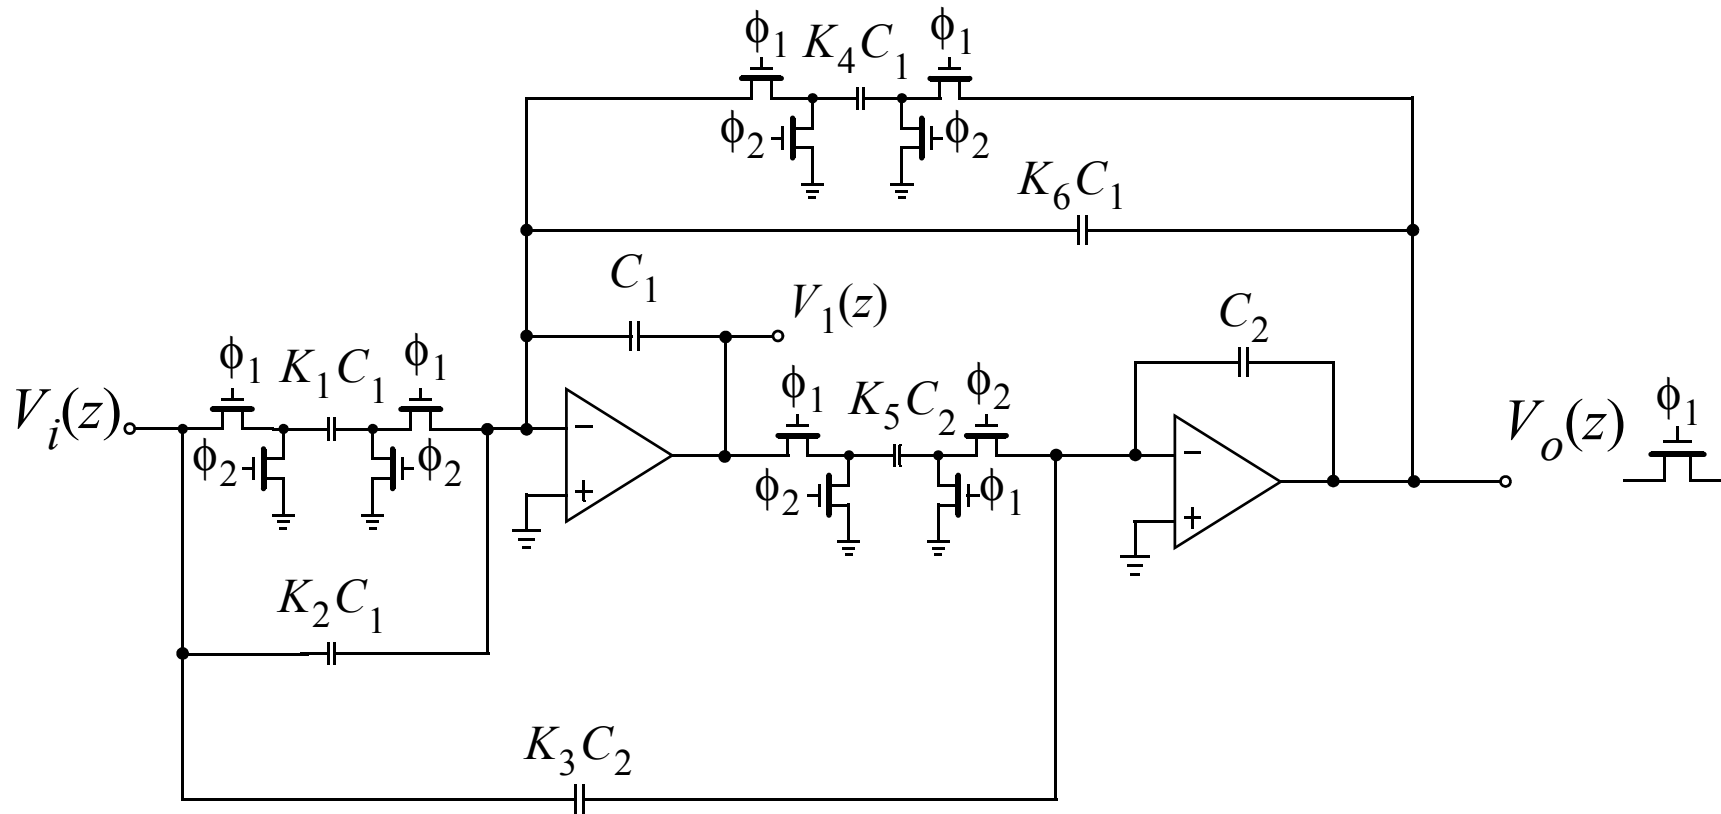 ϕ₁ K₄C₁ ϕ₁
ϕ₂ ϕ₂
K₆C₁
C₁
V₁(z)
C₂
ϕ₁ K₁C₁ ϕ₁
ϕ₁ K₅C₂ ϕ₂
Vᵢ(z)
Vₒ(z)
ϕ₁
ϕ₂ ϕ₂
− +
ϕ₂ ϕ₁
− +
K₂C₁
K₃C₂